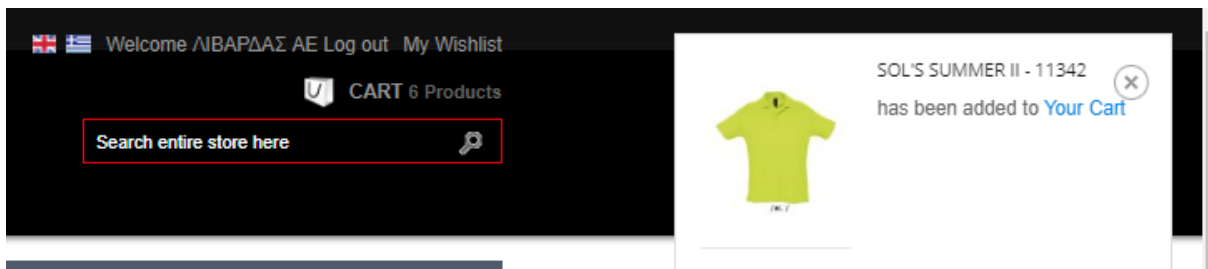 Welcome ΛΙΒΑΡΔΑΣ ΑΕ Log out My Wishlist
CART 6 Products
Search entire store here
SOL'S SUMMER II - 11342
has been added to Your Cart